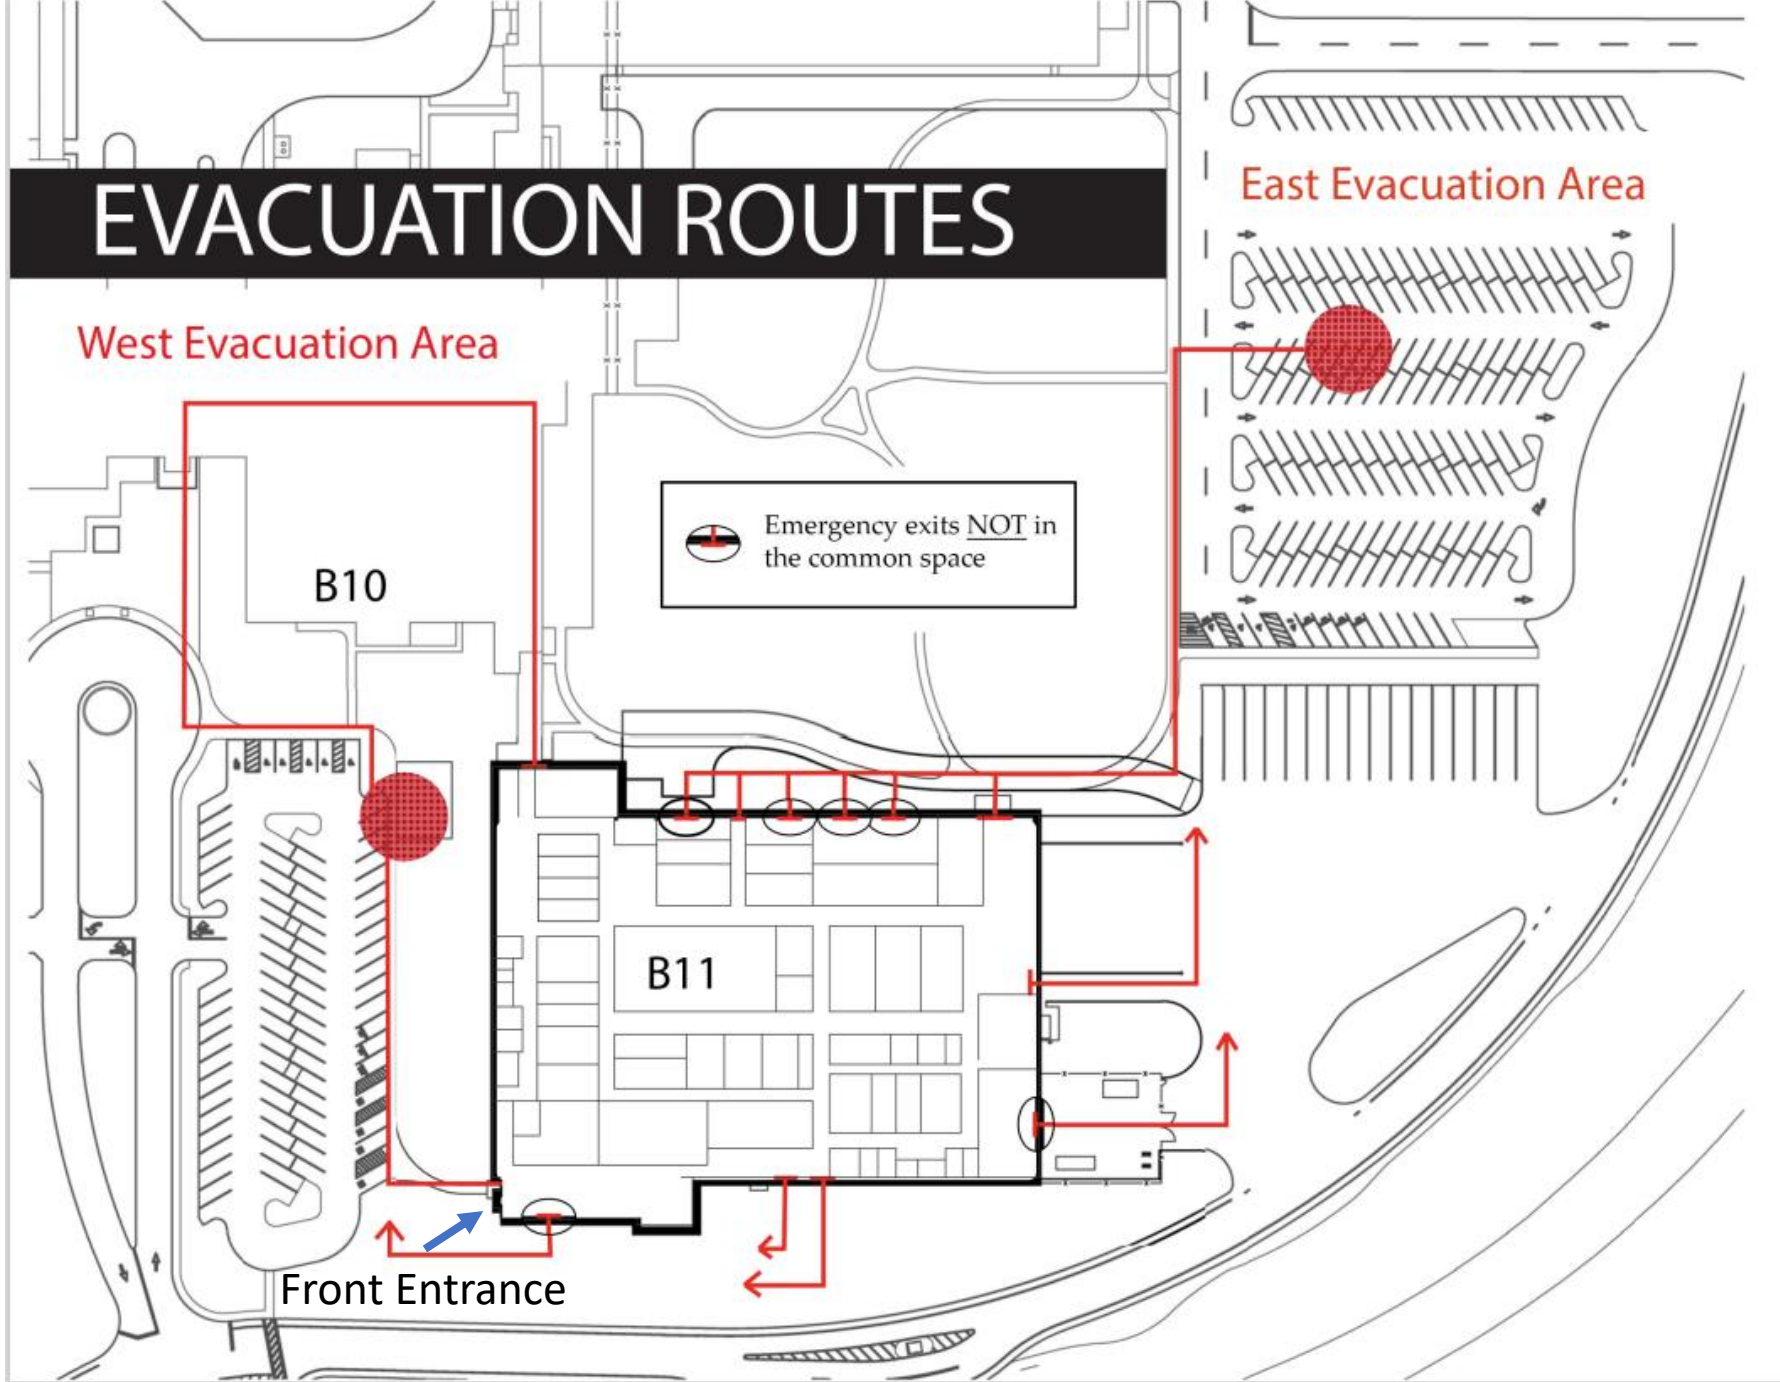 EVACUATION ROUTES
East Evacuation Area
West Evacuation Area
Emergency exits NOT in
the common space
B10
B11
Front Entrance